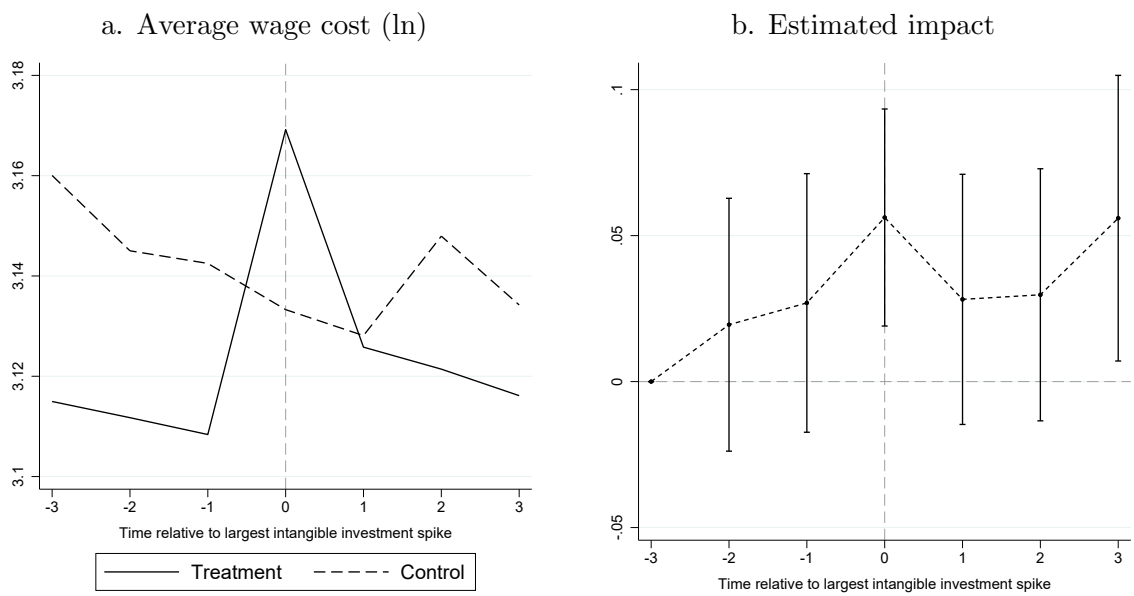 a. Average wage cost (ln)
3.18
3.16
3.14
3.12
3.1
-3 -2 -1 0 1 2 3
Time relative to largest intangible investment spike
Treatment Control
b. Estimated impact
.1
.05
0
-.05
-3 -2 -1 0 1 2 3
Time relative to largest intangible investment spike